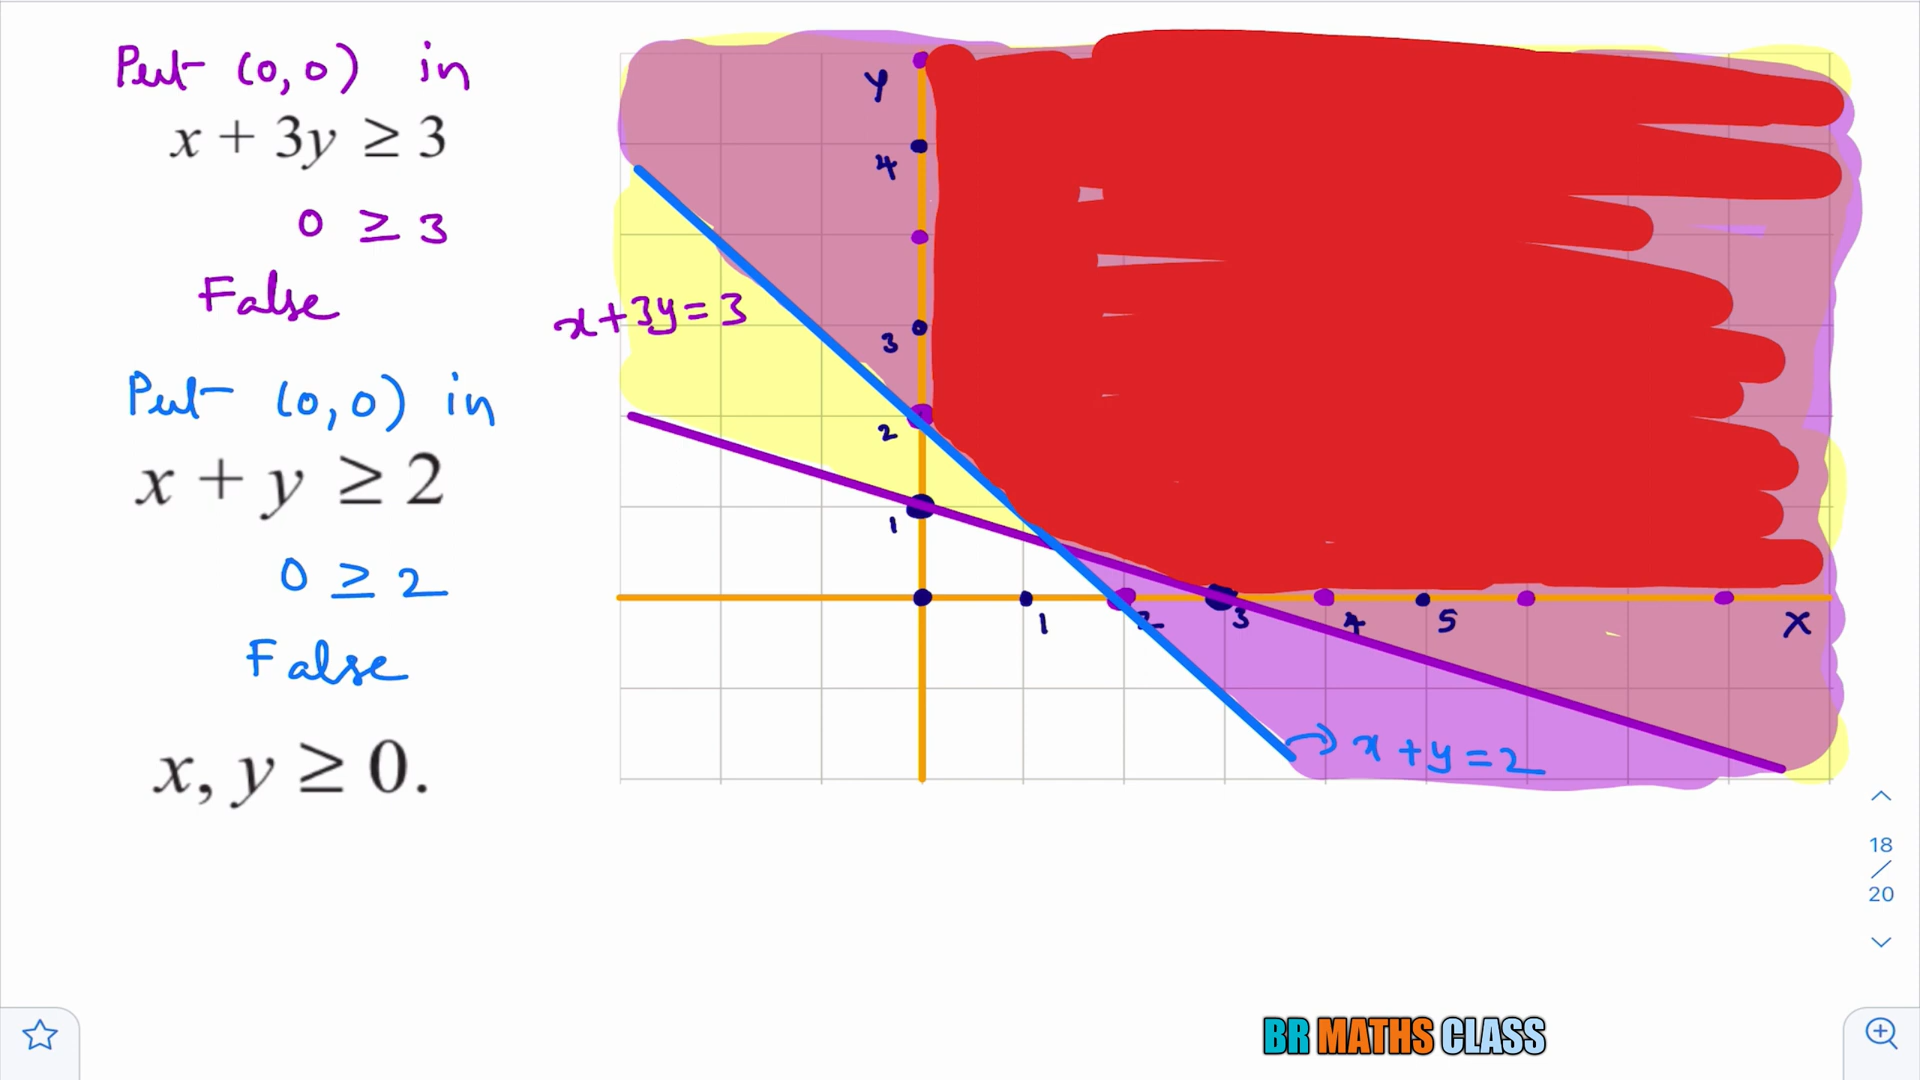 Put (0,0) in
x + 3y ≥ 3
0 ≥ 3
False
Put (0,0) in
x + y ≥ 2
0 ≥ 2
False
x, y ≥ 0.
Y
4
x+3y=3
3
2
1
1 2 3 4 5 X
x+y=2
18
/
20
BR MATHS CLASS